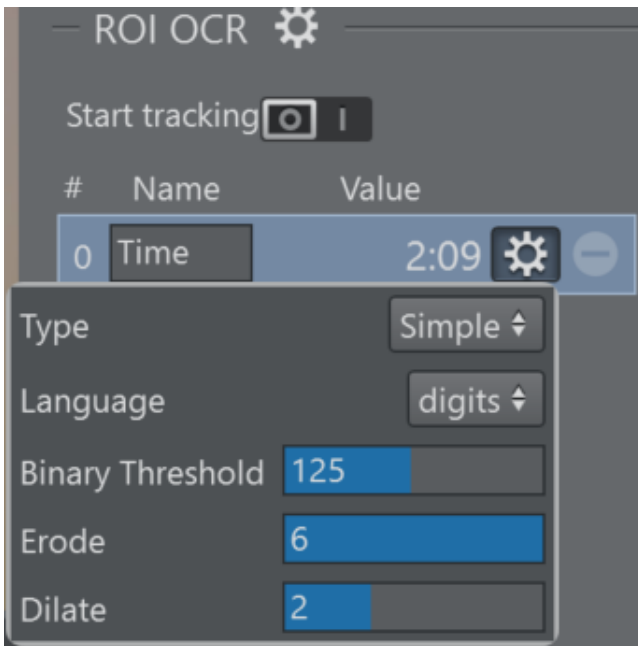 ROI OCR
Start tracking O I
# Name Value
0 Time 2:09
Type Simple
Language digits
Binary Threshold 125
Erode 6
Dilate 2